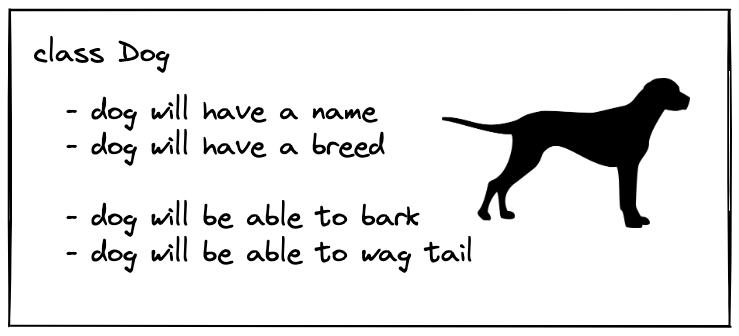 class Dog
- dog will have a name
- dog will have a breed
- dog will be able to bark
- dog will be able to wag tail